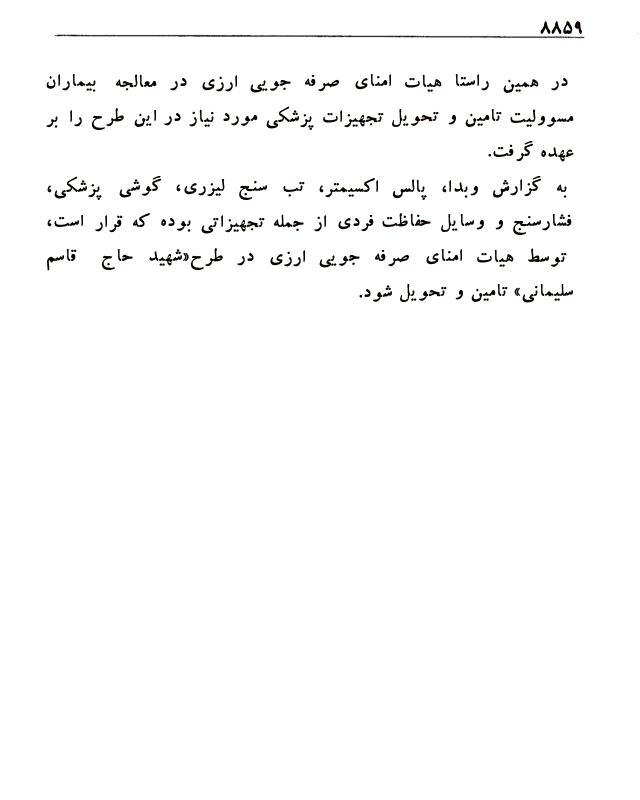 ۸۸۵۹
در همین راستا هیات امنای صرفه جویی ارزی در معالجه بیماران
مسوولیت تامین و تحویل تجهیزات پزشکی مورد نیاز در این طرح را بر
عهده گرفت.
به گزارش وبدا، پالس اکسیمتر، تب سنج لیزری، گوشی پزشکی،
فشارسنج و وسایل حفاظت فردی از جمله تجهیزاتی بوده که قرار است،
توسط هیات امنای صرفه جویی ارزی در طرح«شهید حاج قاسم
سلیمانی» تامین و تحویل شود.